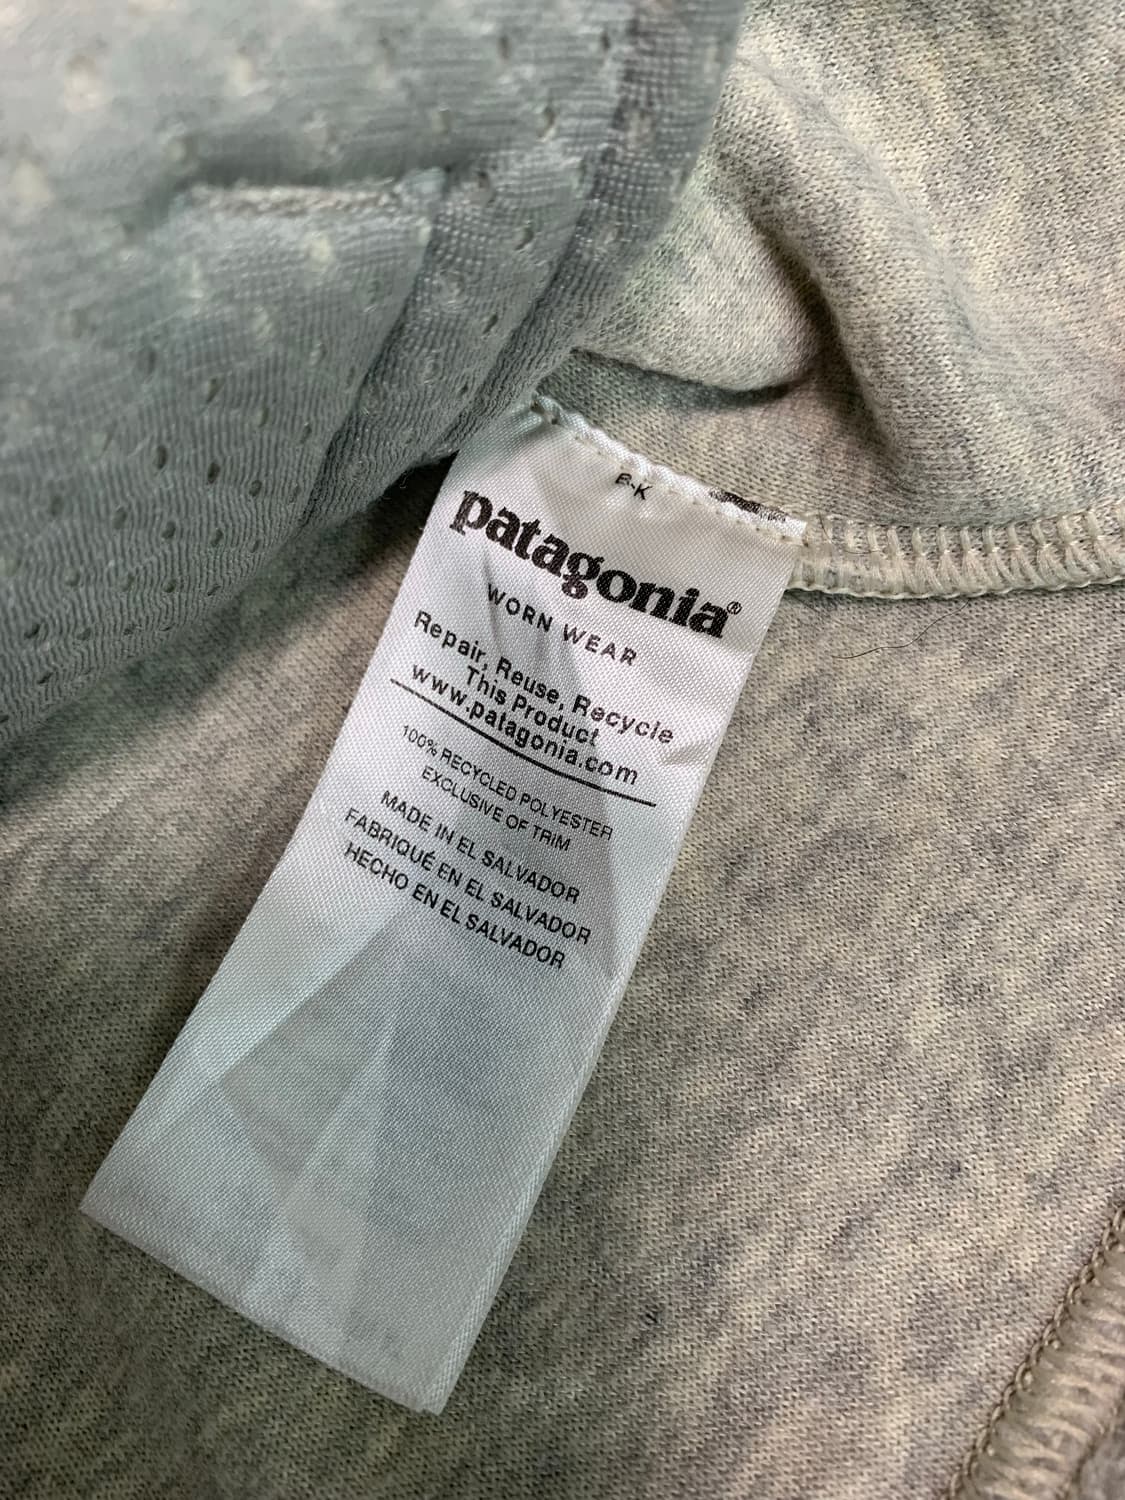 patagonia®
WORN WEAR
Repair, Reuse, Recycle
This Product
www.patagonia.com
100% RECYCLED POLYESTER
EXCLUSIVE OF TRIM
MADE IN EL SALVADOR
FABRIQUÉ EN EL SALVADOR
HECHO EN EL SALVADOR